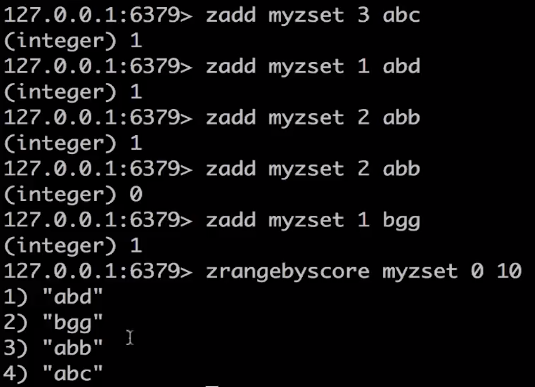 127.0.0.1:6379> zadd myzset 3 abc
(integer) 1
127.0.0.1:6379> zadd myzset 1 abd
(integer) 1
127.0.0.1:6379> zadd myzset 2 abb
(integer) 1
127.0.0.1:6379> zadd myzset 2 abb
(integer) 0
127.0.0.1:6379> zadd myzset 1 bgg
(integer) 1
127.0.0.1:6379> zrangebyscore myzset 0 10
1) "abd"
2) "bgg"
3) "abb"
4) "abc"